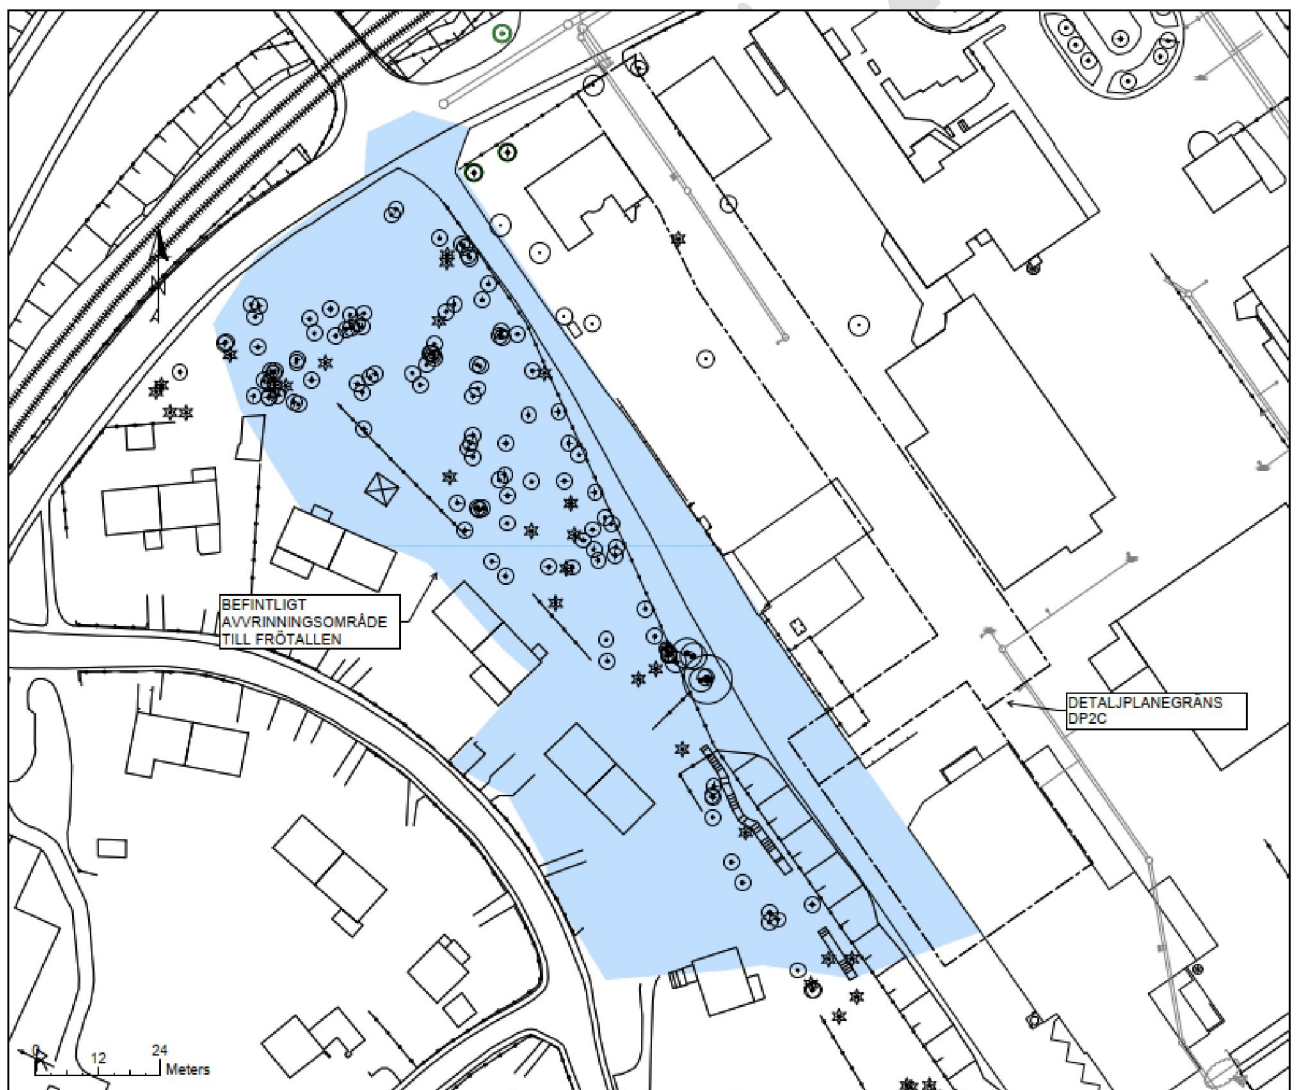 BEFINTLIGT
AVVRINNINGSOMRÅDE
TILL FRÖTALLEN
DETALJPLANEGRÄNS
DP2C
0 12 24
Meters